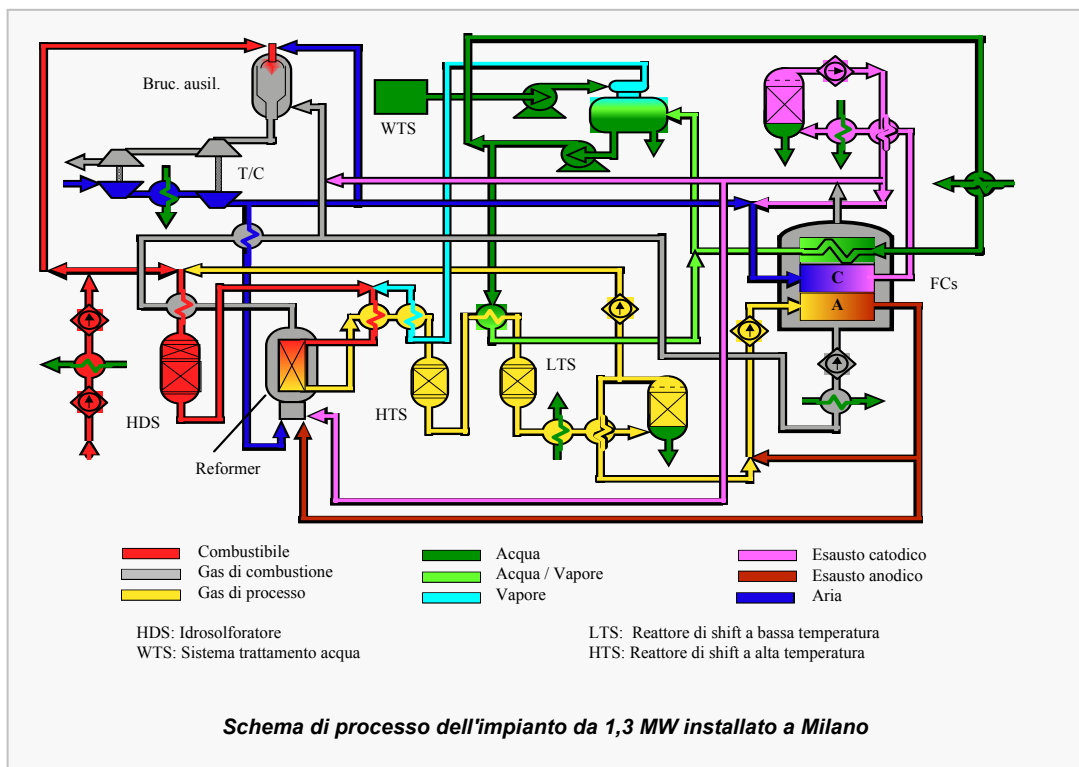 Bruc. ausil.
WTS
T/C
FCs
C
A
LTS
HDS
HTS
Reformer
Combustibile
Gas di combustione
Gas di processo
Acqua
Acqua / Vapore
Vapore
Esausto catodico
Esausto anodico
Aria
HDS: Idrosolforatore
WTS: Sistema trattamento acqua
LTS: Reattore di shift a bassa temperatura
HTS: Reattore di shift a alta temperatura
Schema di processo dell'impianto da 1,3 MW installato a Milano